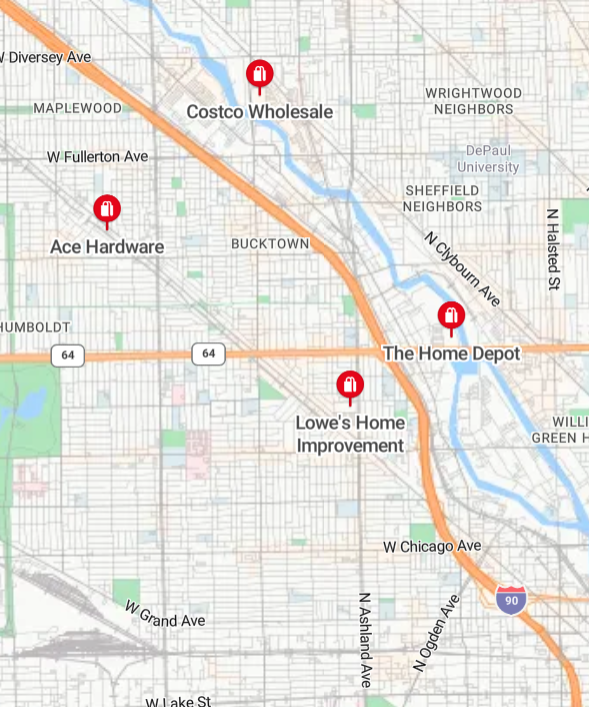 W Diversey Ave
Costco Wholesale
WRIGHTWOOD
NEIGHBORS
MAPLEWOOD
W Fullerton Ave
DePaul
University
SHEFFIELD
NEIGHBORS
Ace Hardware
BUCKTOWN
N Halsted St
N Clybourn Ave
HUMBOLDT
64
64
The Home Depot
Lowe's Home
Improvement
WILLI
GREEN H
W Chicago Ave
90
W Grand Ave
N Ashland Ave
N Ogden Ave
W Lake St